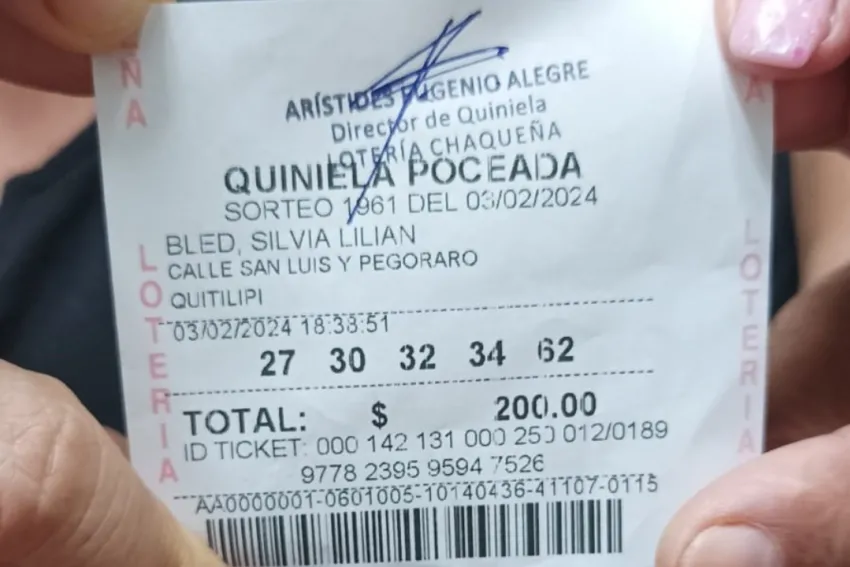 ARÍSTIDES EUGENIO ALEGRE
Director de Quiniela
LOTERÍA CHAQUEÑA
QUINIELA POCEADA
SORTEO 1961 DEL 03/02/2024
BLED, SILVIA LILIAN
CALLE SAN LUIS Y PEGORARO
QUITILIPI
03/02/2024 18:38:51
27 30 32 34 62
TOTAL: $ 200.00
ID TICKET: 000 142 131 000 250 012/0189
9778 2395 9594 7526
AA0000001-0601005-10140436-41107-0115
ÑA
LOTERIA
A
LOTERIA